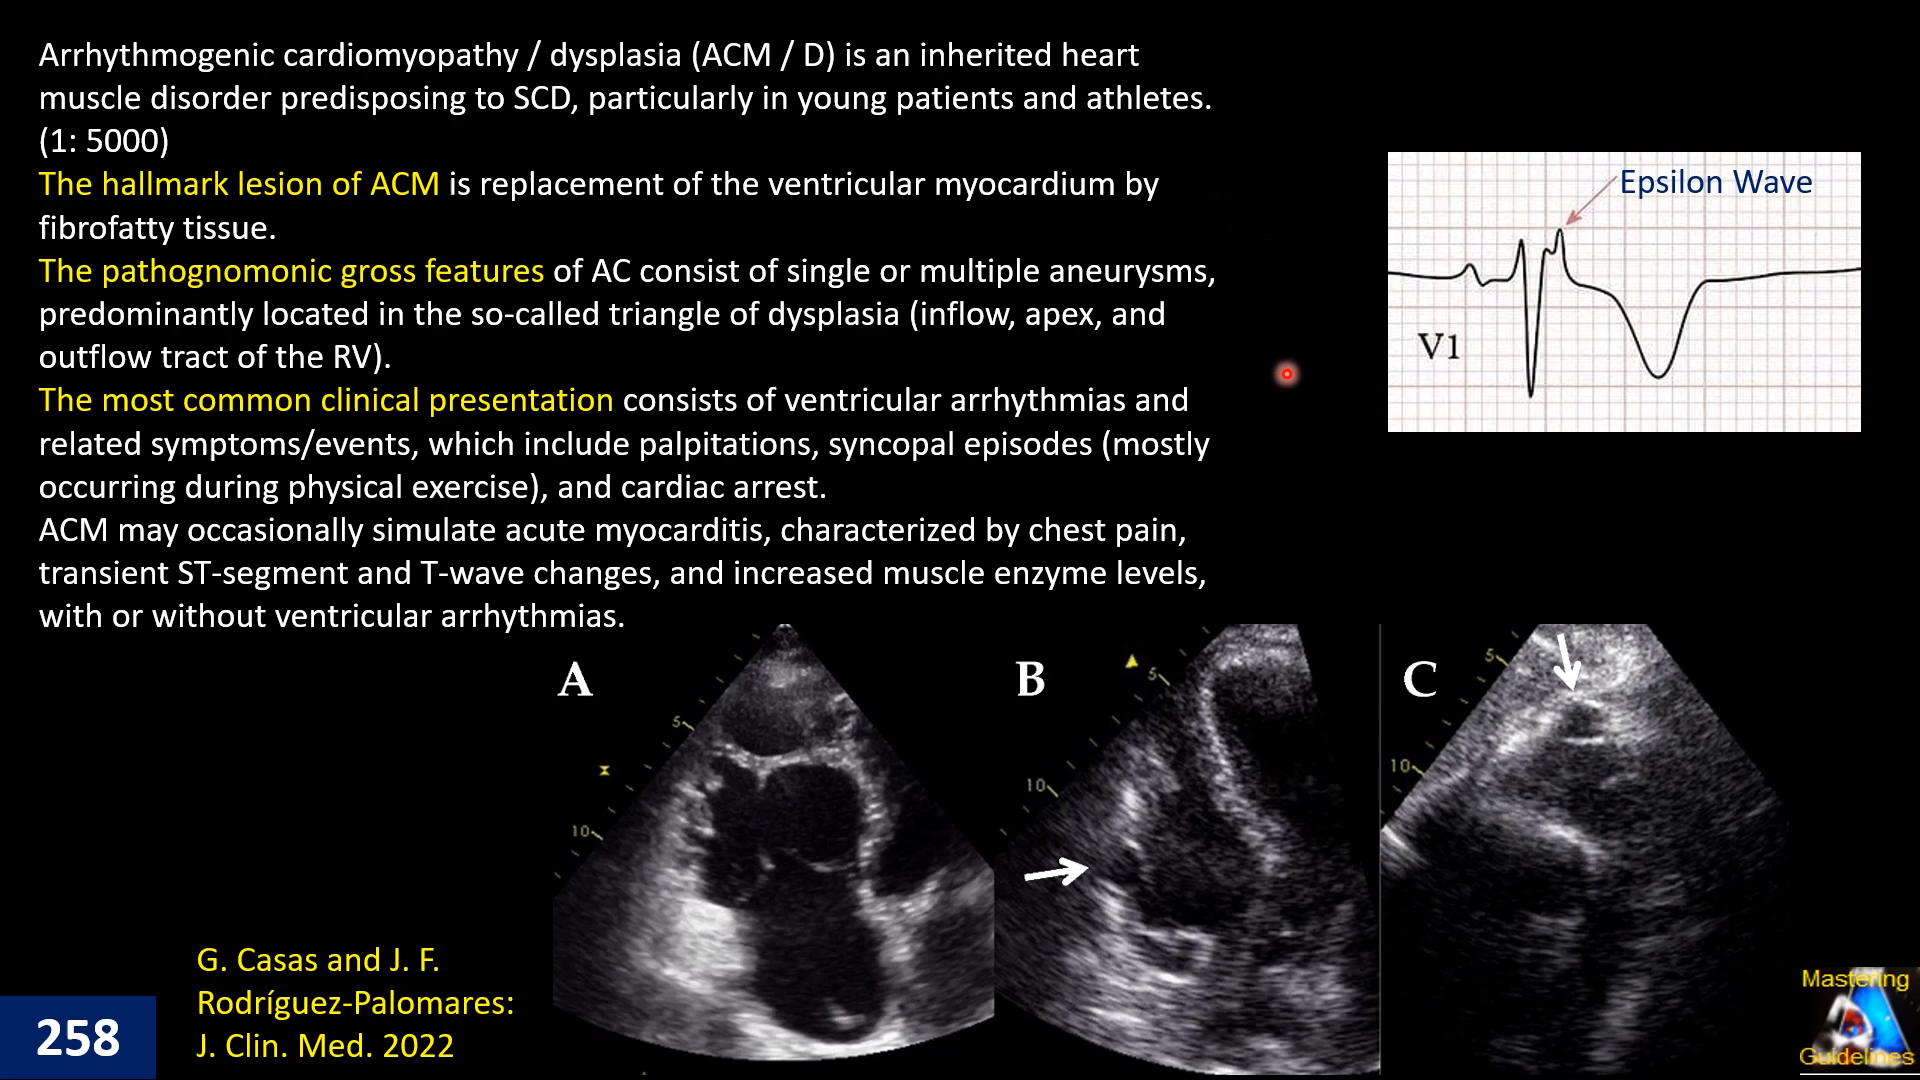 Arrhythmogenic cardiomyopathy / dysplasia (ACM / D) is an inherited heart
muscle disorder predisposing to SCD, particularly in young patients and athletes.
(1: 5000)
The hallmark lesion of ACM is replacement of the ventricular myocardium by
fibrofatty tissue.
The pathognomonic gross features of AC consist of single or multiple aneurysms,
predominantly located in the so-called triangle of dysplasia (inflow, apex, and
outflow tract of the RV).
The most common clinical presentation consists of ventricular arrhythmias and
related symptoms/events, which include palpitations, syncopal episodes (mostly
occurring during physical exercise), and cardiac arrest.
ACM may occasionally simulate acute myocarditis, characterized by chest pain,
transient ST-segment and T-wave changes, and increased muscle enzyme levels,
with or without ventricular arrhythmias.
Epsilon Wave
V1
A
5
10
B
5
10
C
5
10
G. Casas and J. F.
Rodríguez-Palomares:
J. Clin. Med. 2022
258
Mastering
Guidelines